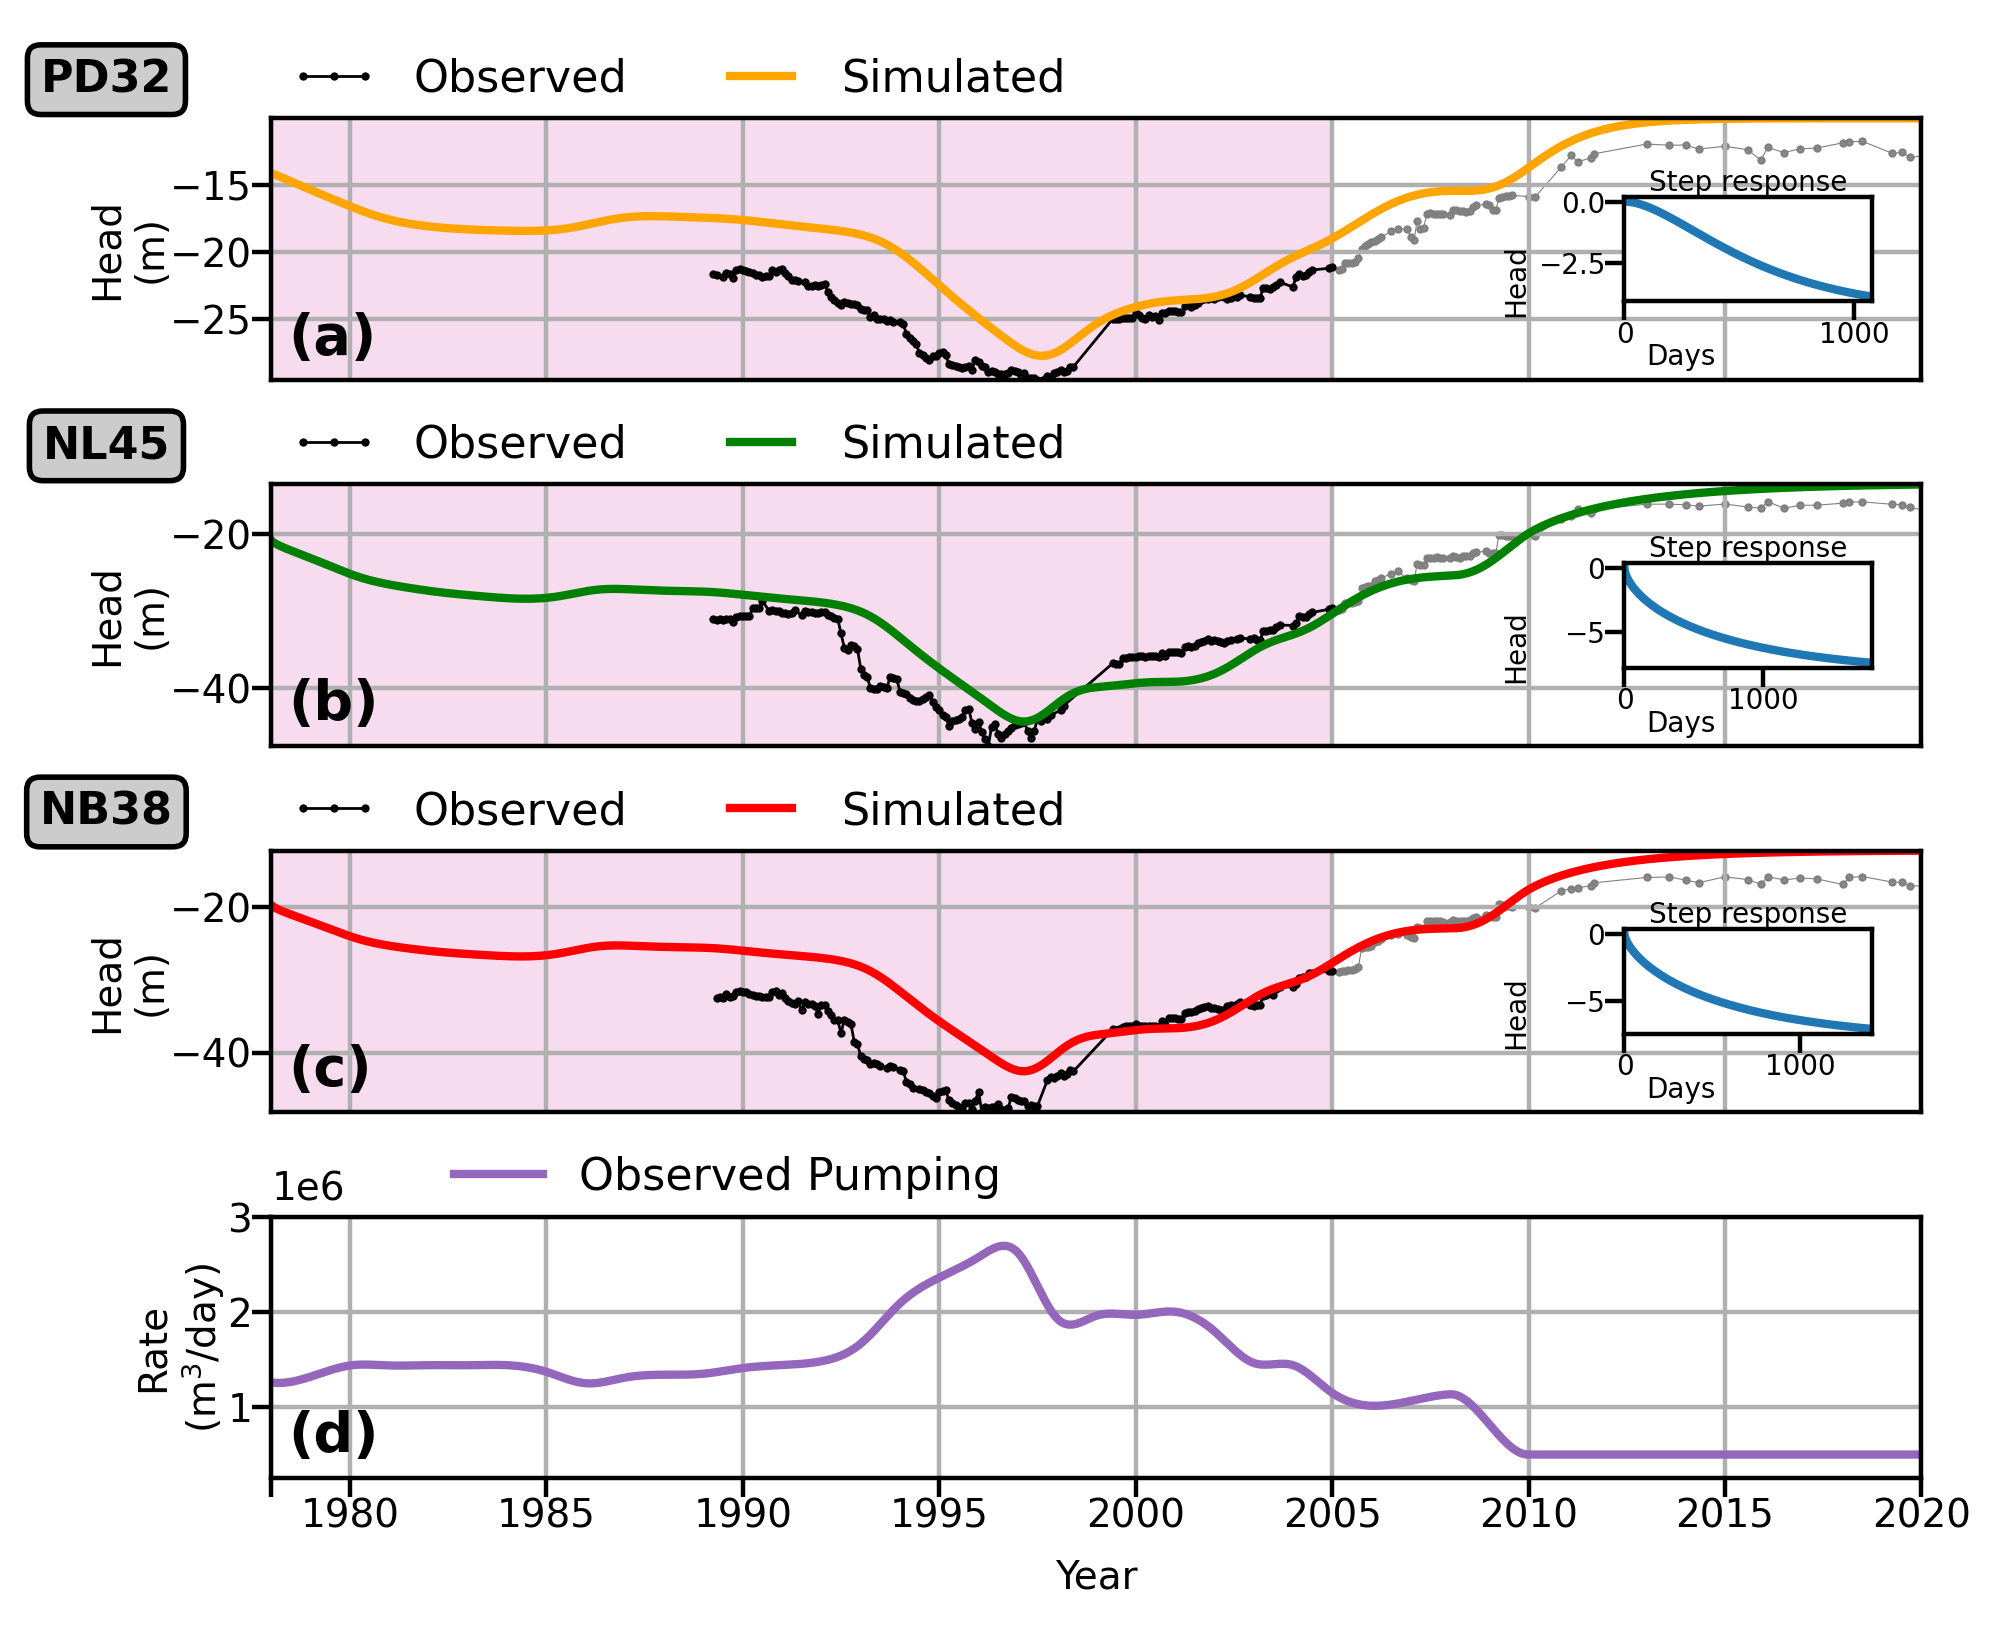 PD32
Observed
Simulated
Head
(m)
−15
−20
−25
(a)
Step response
Head
0.0
−2.5
0
1000
Days
NL45
Observed
Simulated
Head
(m)
−20
−40
(b)
Step response
Head
0
−5
0
1000
Days
NB38
Observed
Simulated
Head
(m)
−20
−40
(c)
Step response
Head
0
−5
0
1000
Days
1e6
Observed Pumping
Rate
(m³/day)
3
2
1
(d)
1980 1985 1990 1995 2000 2005 2010 2015 2020
Year